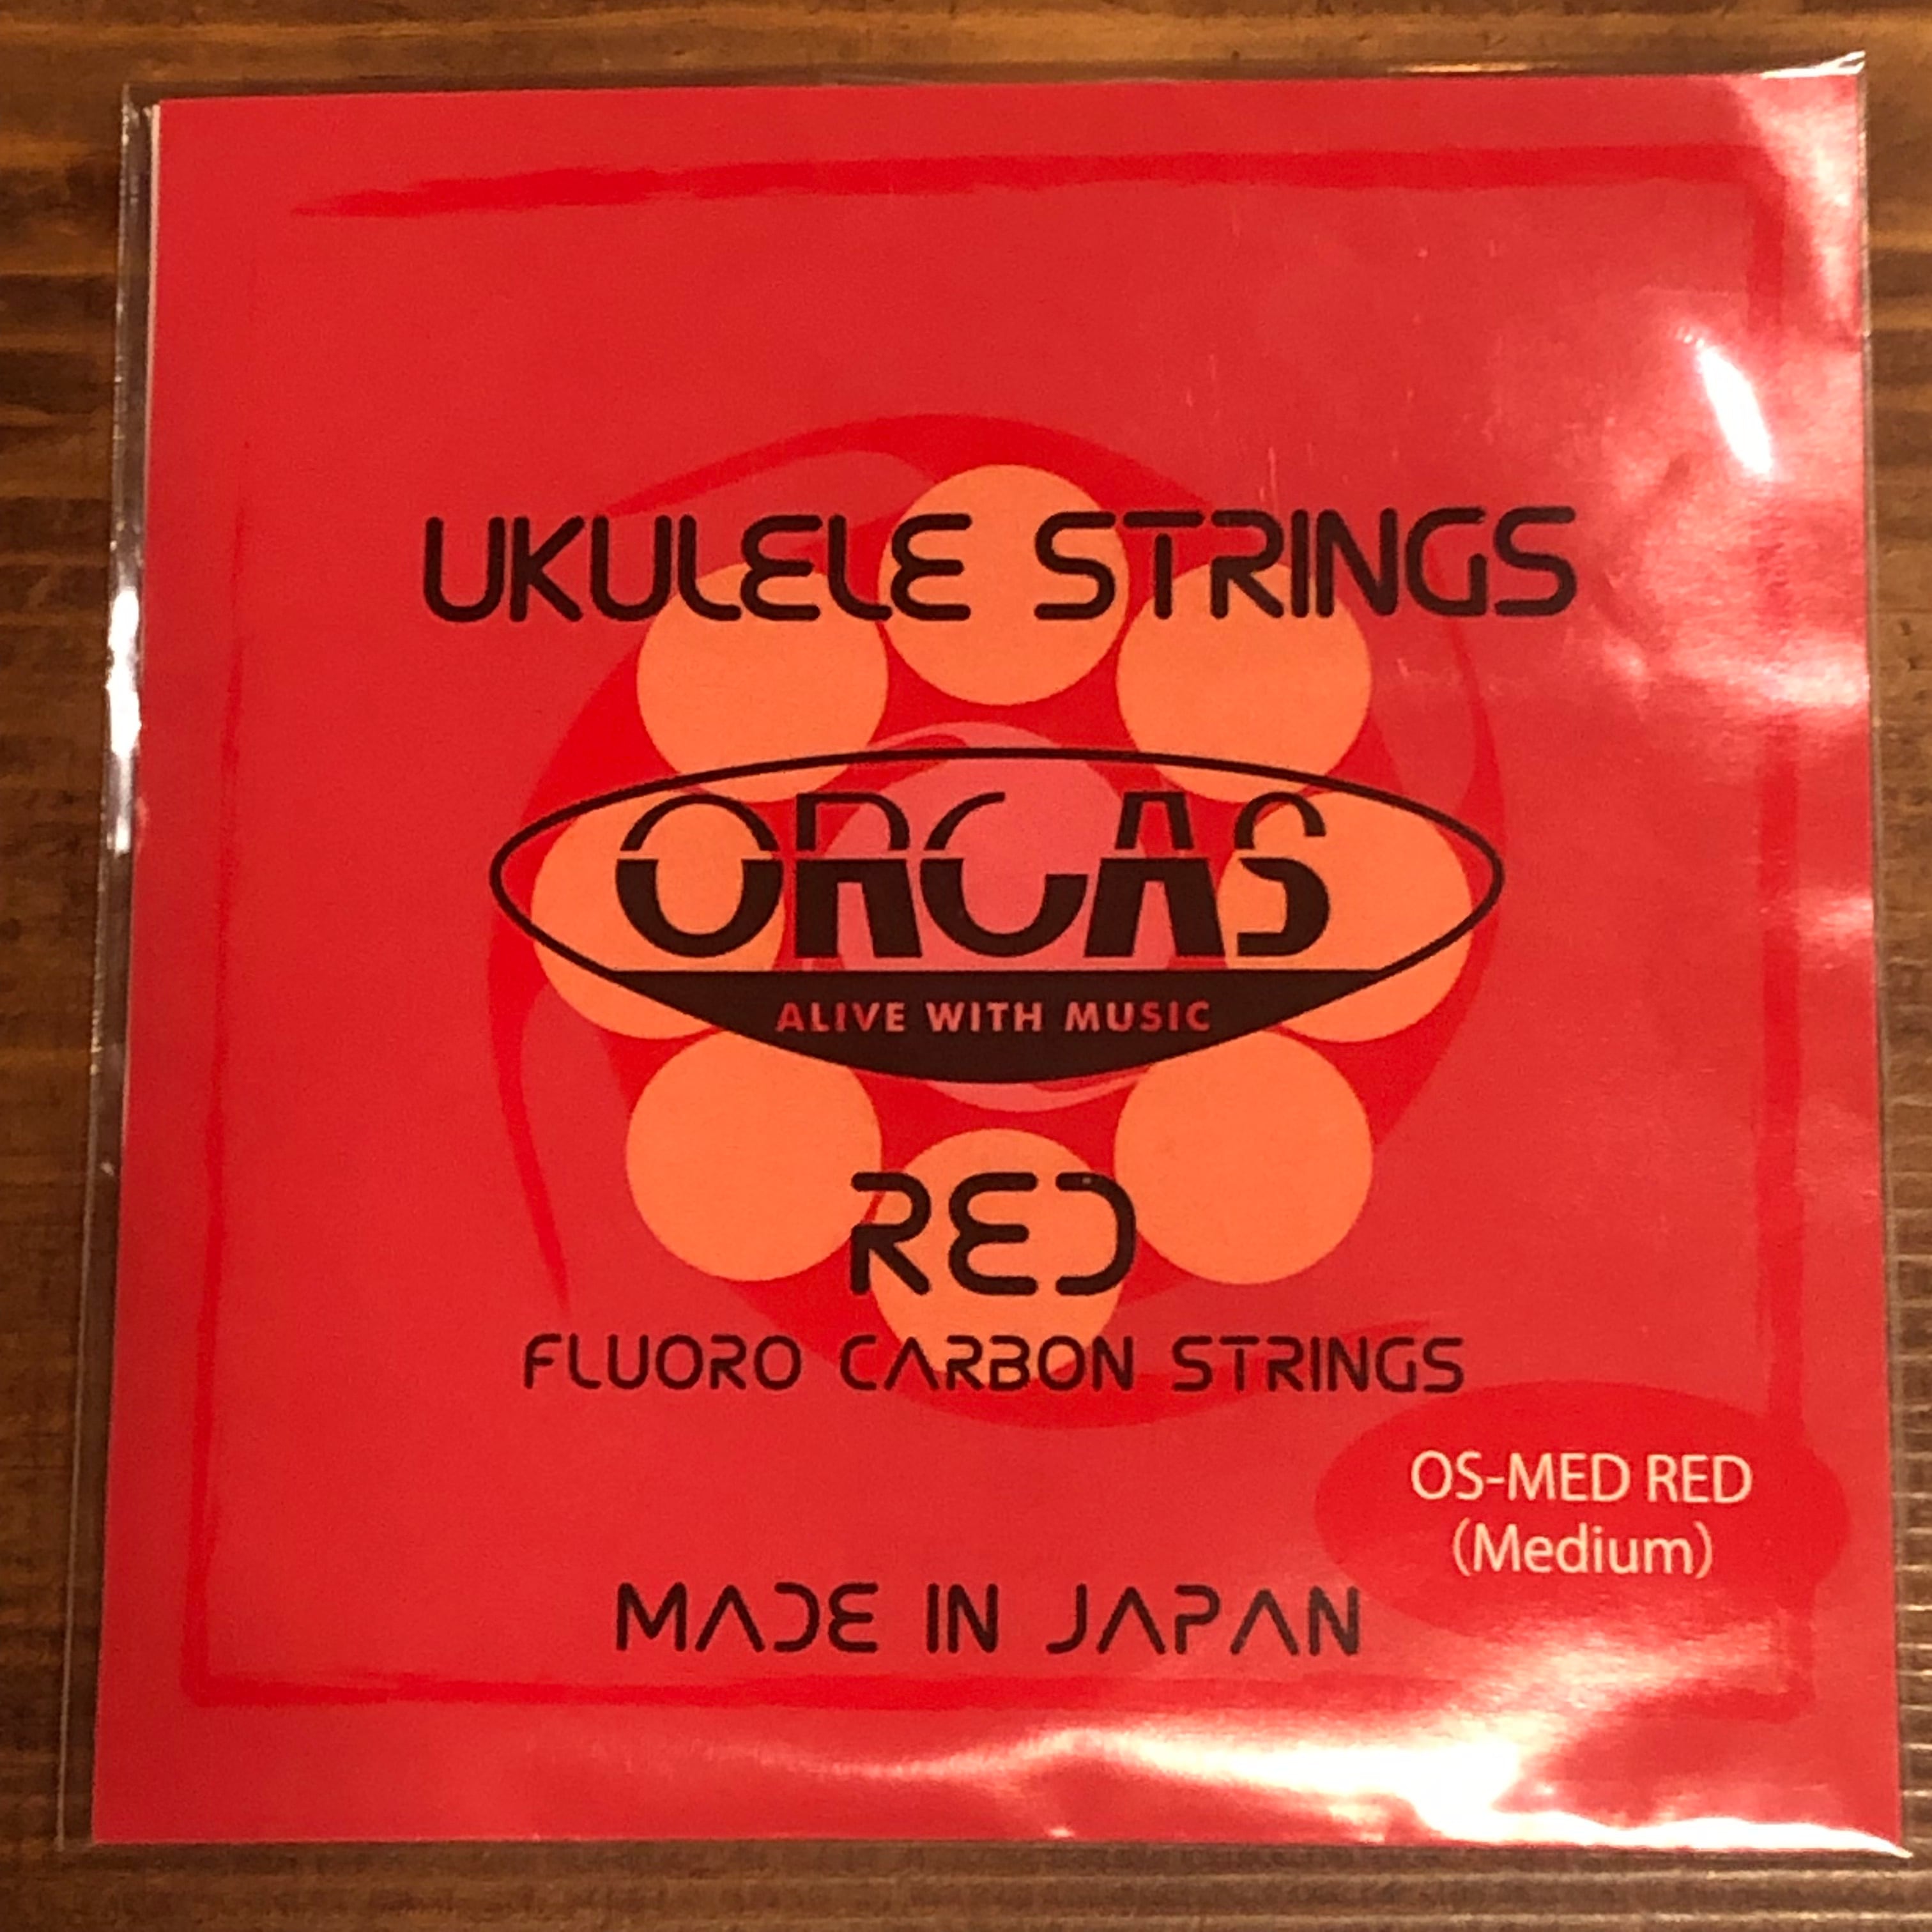 UKULELE STRINGS
ORCAS
ALIVE WITH MUSIC
RED
FLUORO CARBON STRINGS
OS-MED RED
(Medium)
MADE IN JAPAN